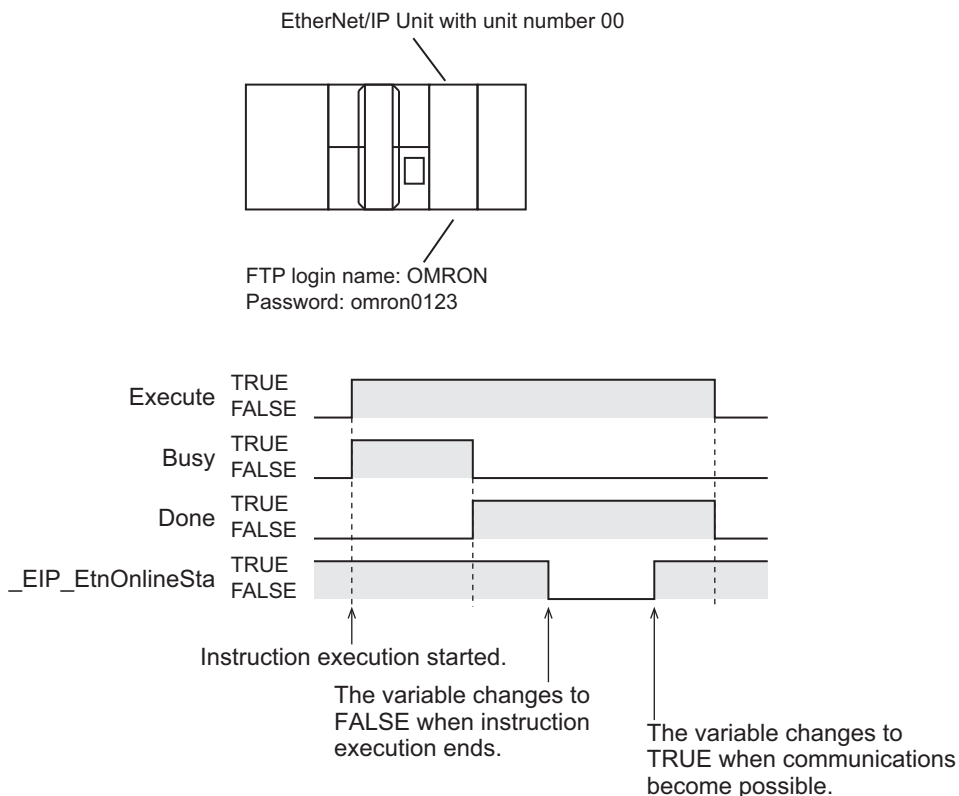 EtherNet/IP Unit with unit number 00
FTP login name: OMRON
Password: omron0123
Execute
TRUE
FALSE
Busy
TRUE
FALSE
Done
TRUE
FALSE
_EIP_EtnOnlineSta
TRUE
FALSE
Instruction execution started.
The variable changes to
FALSE when instruction
execution ends.
The variable changes to
TRUE when communications
become possible.